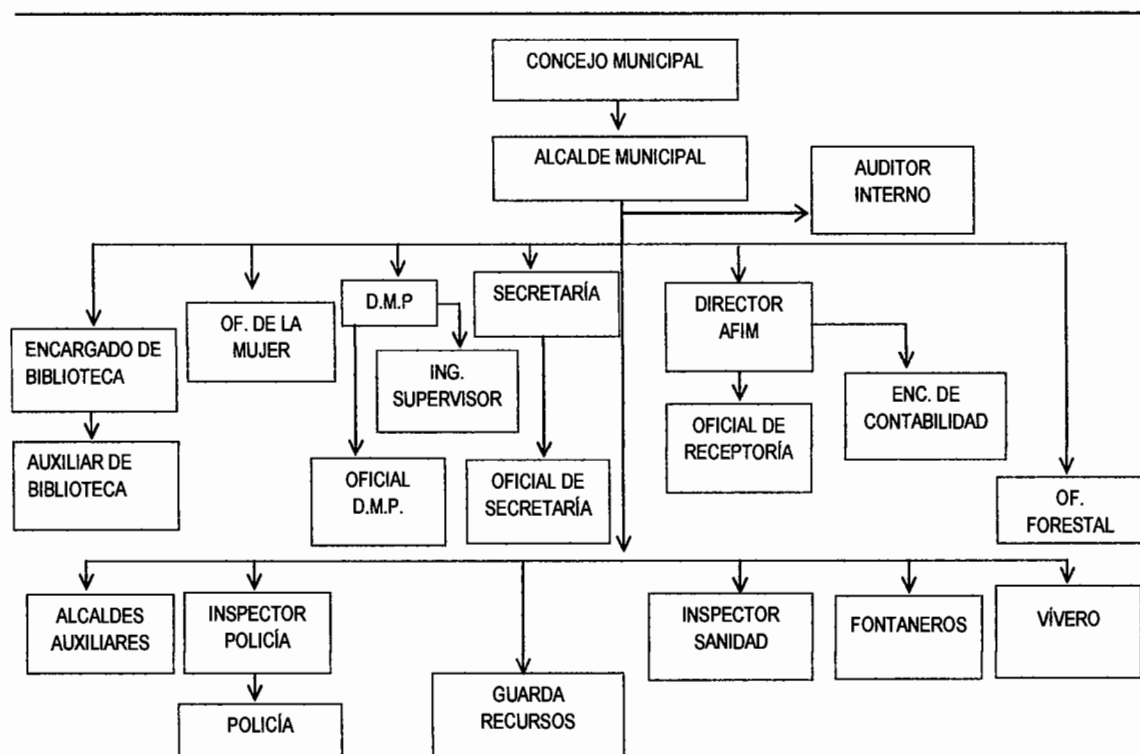 CONCEJO MUNICIPAL
ALCALDE MUNICIPAL
AUDITOR
INTERNO
ENCARGADO DE
BIBLIOTECA
OF. DE LA
MUJER
D.M.P
SECRETARÍA
DIRECTOR
AFIM
ING.
SUPERVISOR
ENC. DE
CONTABILIDAD
AUXILIAR DE
BIBLIOTECA
OFICIAL
D.M.P.
OFICIAL DE
SECRETARÍA
OFICIAL DE
RECEPTORÍA
OF.
FORESTAL
ALCALDES
AUXILIARES
INSPECTOR
POLICÍA
GUARDA
RECURSOS
INSPECTOR
SANIDAD
FONTANEROS
VÍVERO
POLICÍA